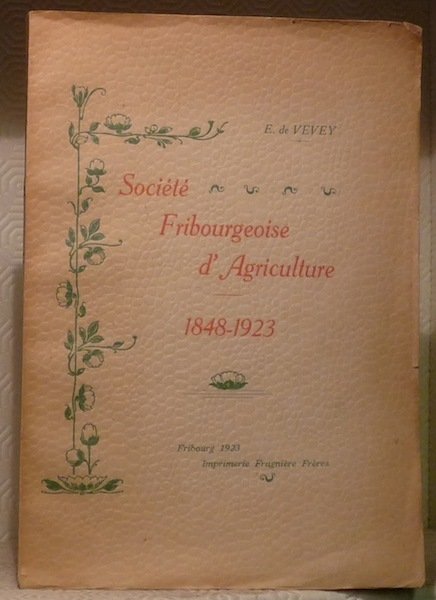 E. de VEVEY
Société
Fribourgeoise
d'Agriculture
1848-1923
Fribourg 1923
Imprimerie Fragnière Frères